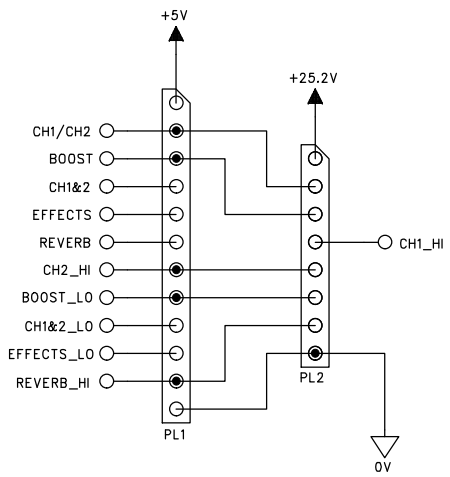 +5V
+25.2V
CH1/CH2
BOOST
CH1&2
EFFECTS
REVERB
CH1_HI
CH2_HI
BOOST_LO
CH1&2_LO
EFFECTS_LO
REVERB_HI
PL2
PL1
0V